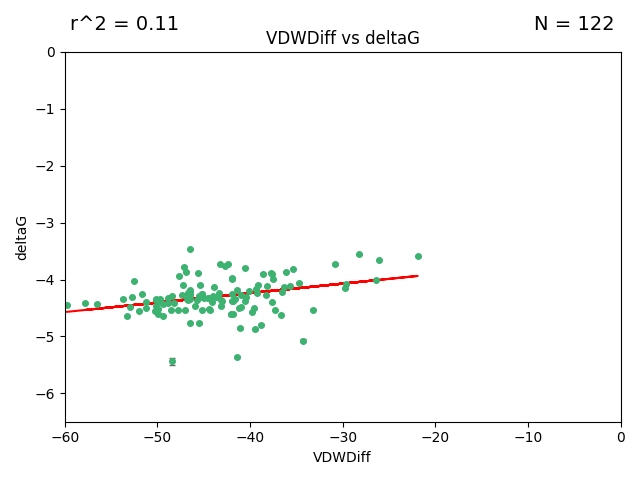 r^2 = 0.11
N = 122
VDWDiff vs deltaG
0
−1
−2
−3
−4
−5
−6
deltaG
−60 −50 −40 −30 −20 −10 0
VDWDiff